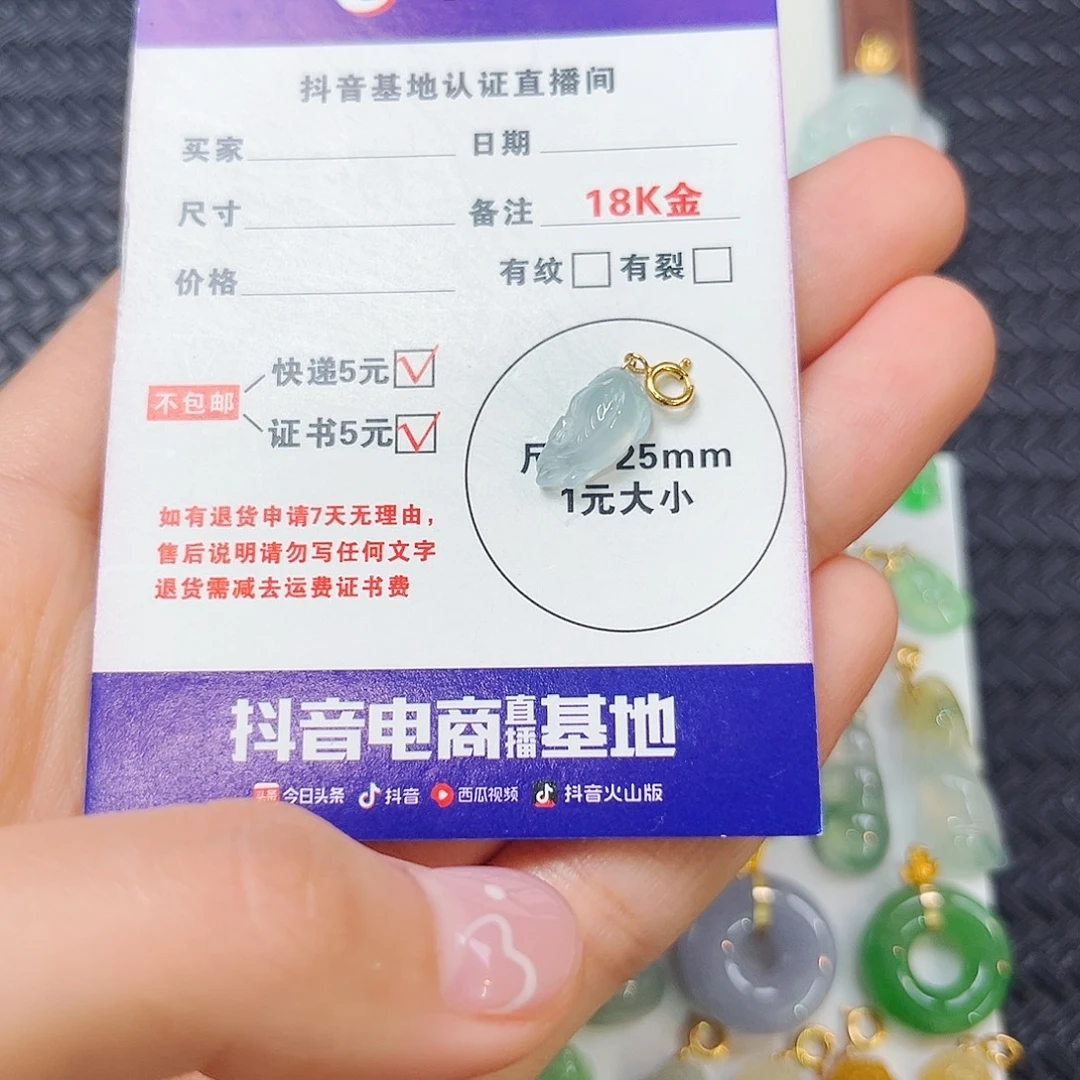 抖音基地认证直播间
买家 日期
尺寸 备注 18K金
价格 有纹 有裂
快递5元
不包邮
证书5元
25mm
1元大小
如有退货申请7天无理由，
售后说明请勿写任何文字
退货需减去运费证书费
抖音电商直播基地
头条 今日头条 抖音 西瓜视频 抖音火山版